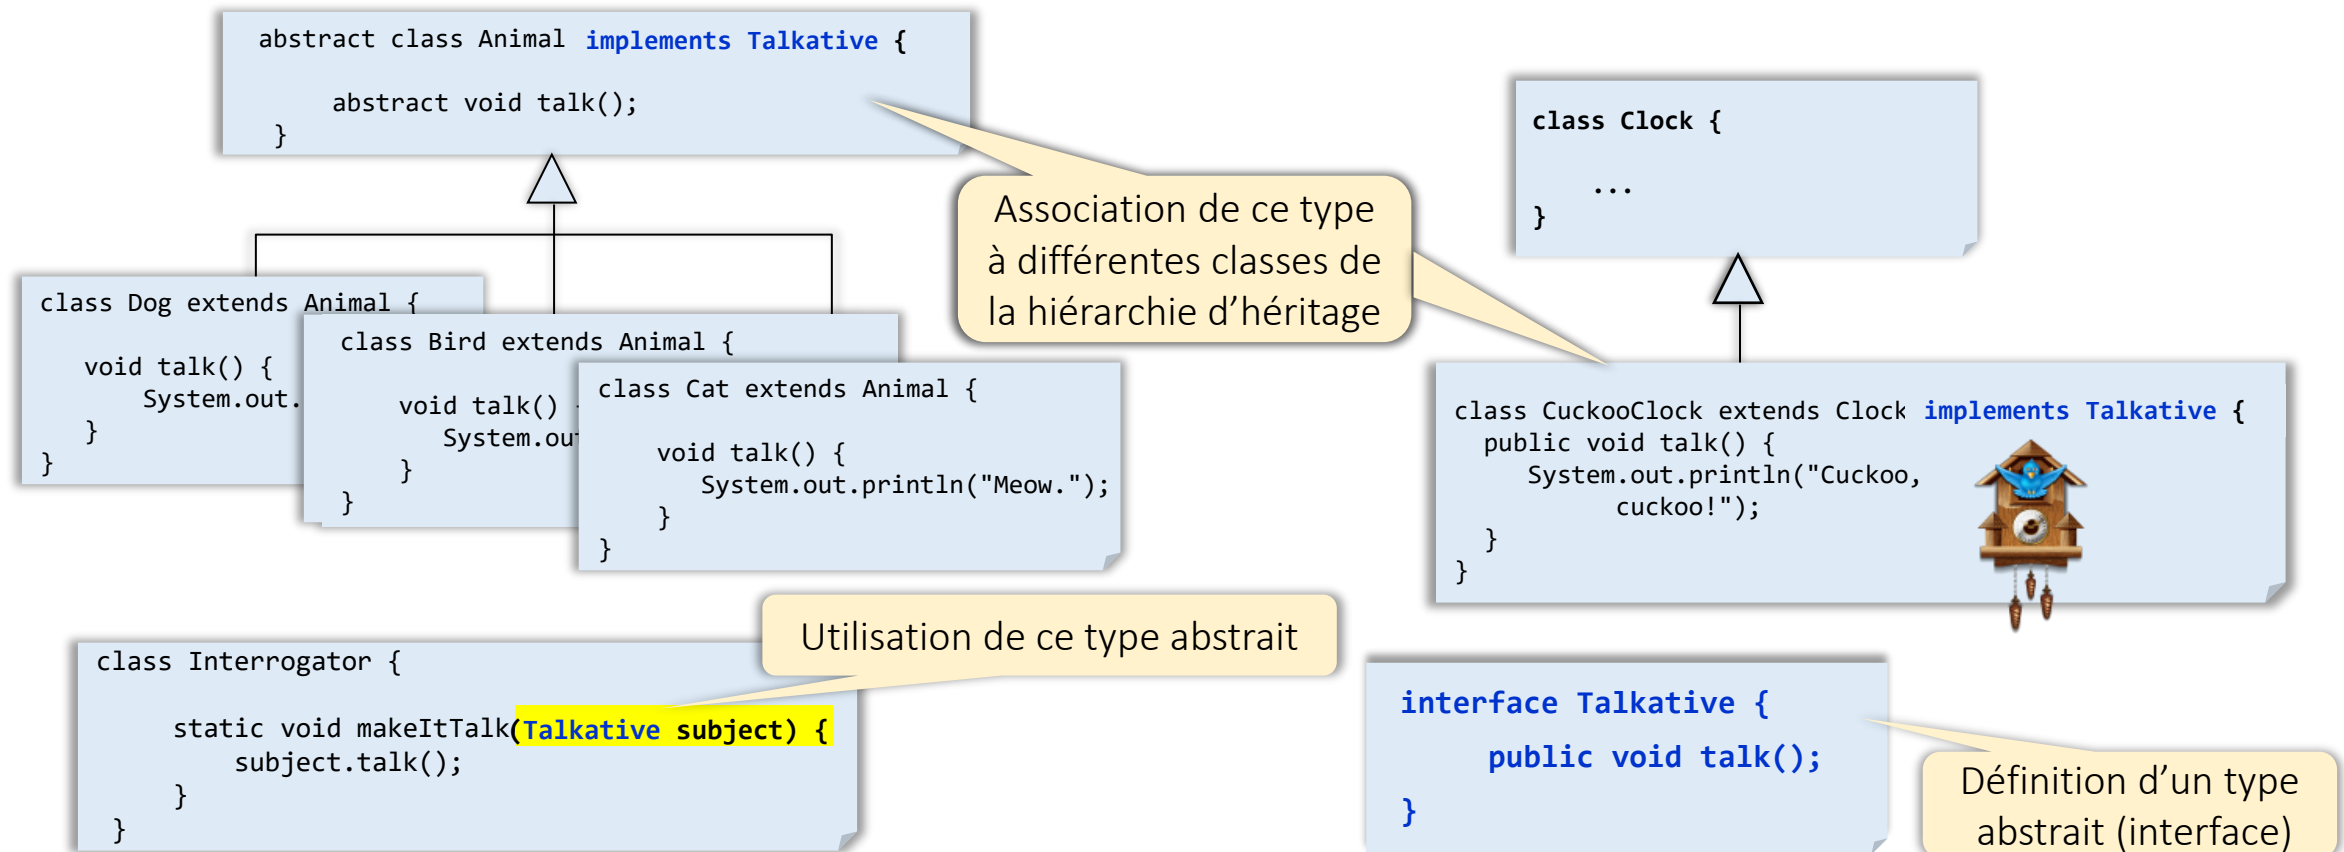 abstract class Animal implements Talkative {
abstract void talk();
}
class Clock {
...
}
Association de ce type
à différentes classes de
la hiérarchie d’héritage
class Dog extends Animal {
void talk() {
System.out.
}
}
class Bird extends Animal {
void talk()
System.out
}
}
class Cat extends Animal {
void talk() {
System.out.println("Meow.");
}
}
class CuckooClock extends Clock implements Talkative {
public void talk() {
System.out.println("Cuckoo,
cuckoo!");
}
}
Utilisation de ce type abstrait
class Interrogator {
static void makeItTalk(Talkative subject) {
subject.talk();
}
}
interface Talkative {
public void talk();
}
Définition d’un type
abstrait (interface)